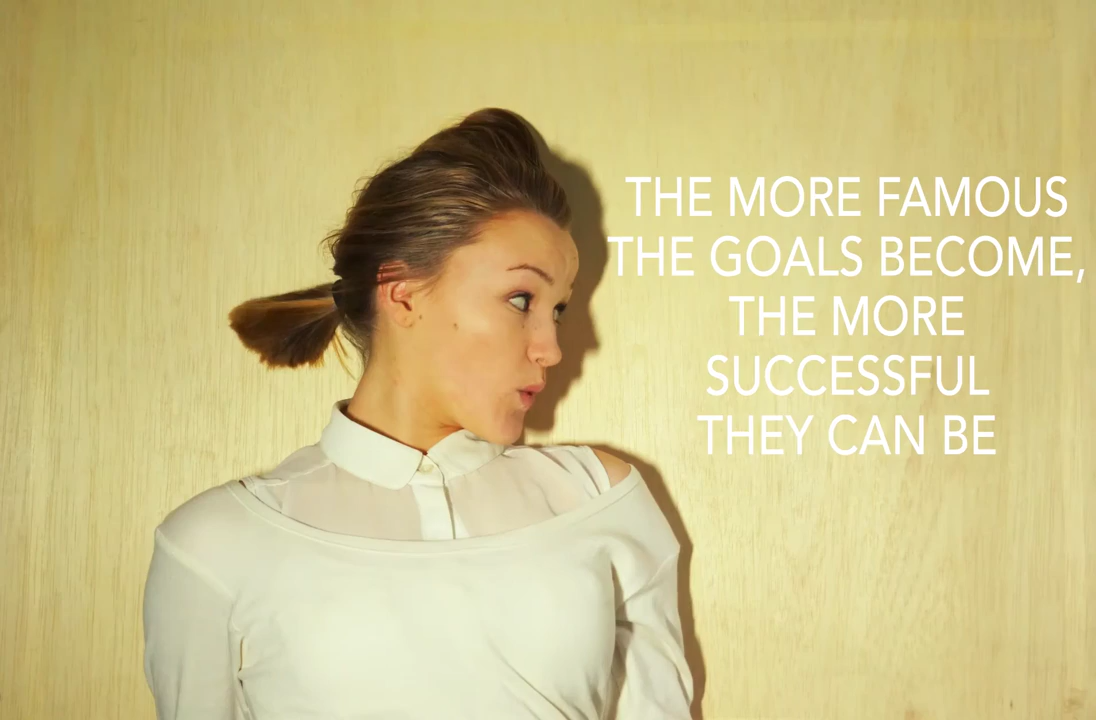 THE MORE FAMOUS
THE GOALS BECOME,
THE MORE
SUCCESSFUL
THEY CAN BE